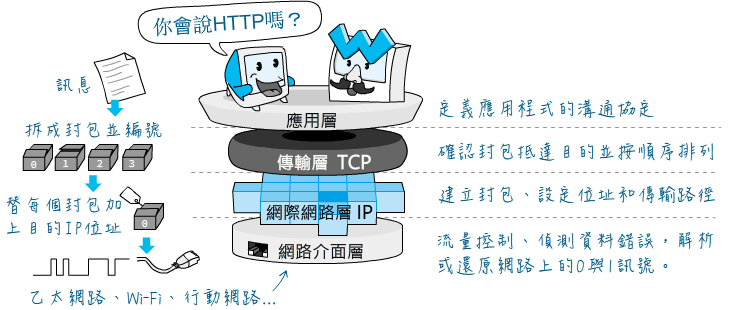 你會說HTTP嗎？
訊息
拆成封包並編號
0 1 2 3
替每個封包加
上目的IP位址
0
乙太網路、Wi-Fi、行動網路...
W
應用層
傳輸層 TCP
網際網路層 IP
網路介面層
定義應用程式的溝通協定
確認封包抵達目的並按順序排列
建立封包、設定位址和傳輸路徑
流量控制、偵測資料錯誤，解析
或還原網路上的0與1訊號。